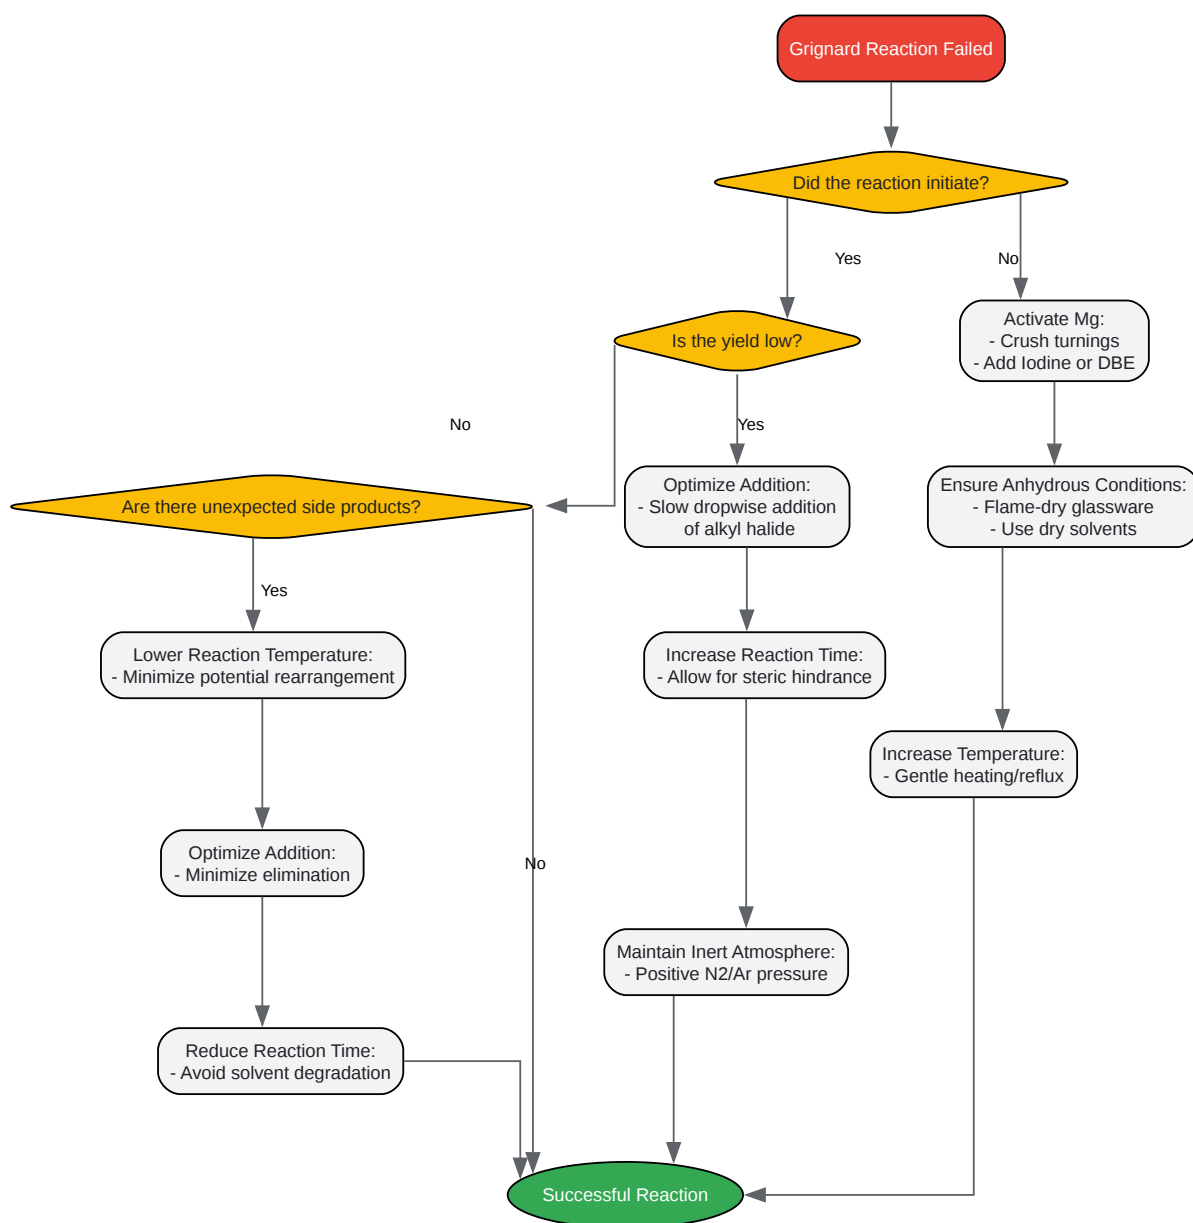 Grignard Reaction Failed
Did the reaction initiate?
Yes
No
Is the yield low?
Activate Mg:
- Crush turnings
- Add Iodine or DBE
No
Yes
Are there unexpected side products?
Optimize Addition:
- Slow dropwise addition
of alkyl halide
Ensure Anhydrous Conditions:
- Flame-dry glassware
- Use dry solvents
Yes
Lower Reaction Temperature:
- Minimize potential rearrangement
Increase Reaction Time:
- Allow for steric hindrance
Increase Temperature:
- Gentle heating/reflux
Optimize Addition:
- Minimize elimination
No
Maintain Inert Atmosphere:
- Positive N2/Ar pressure
Reduce Reaction Time:
- Avoid solvent degradation
Successful Reaction